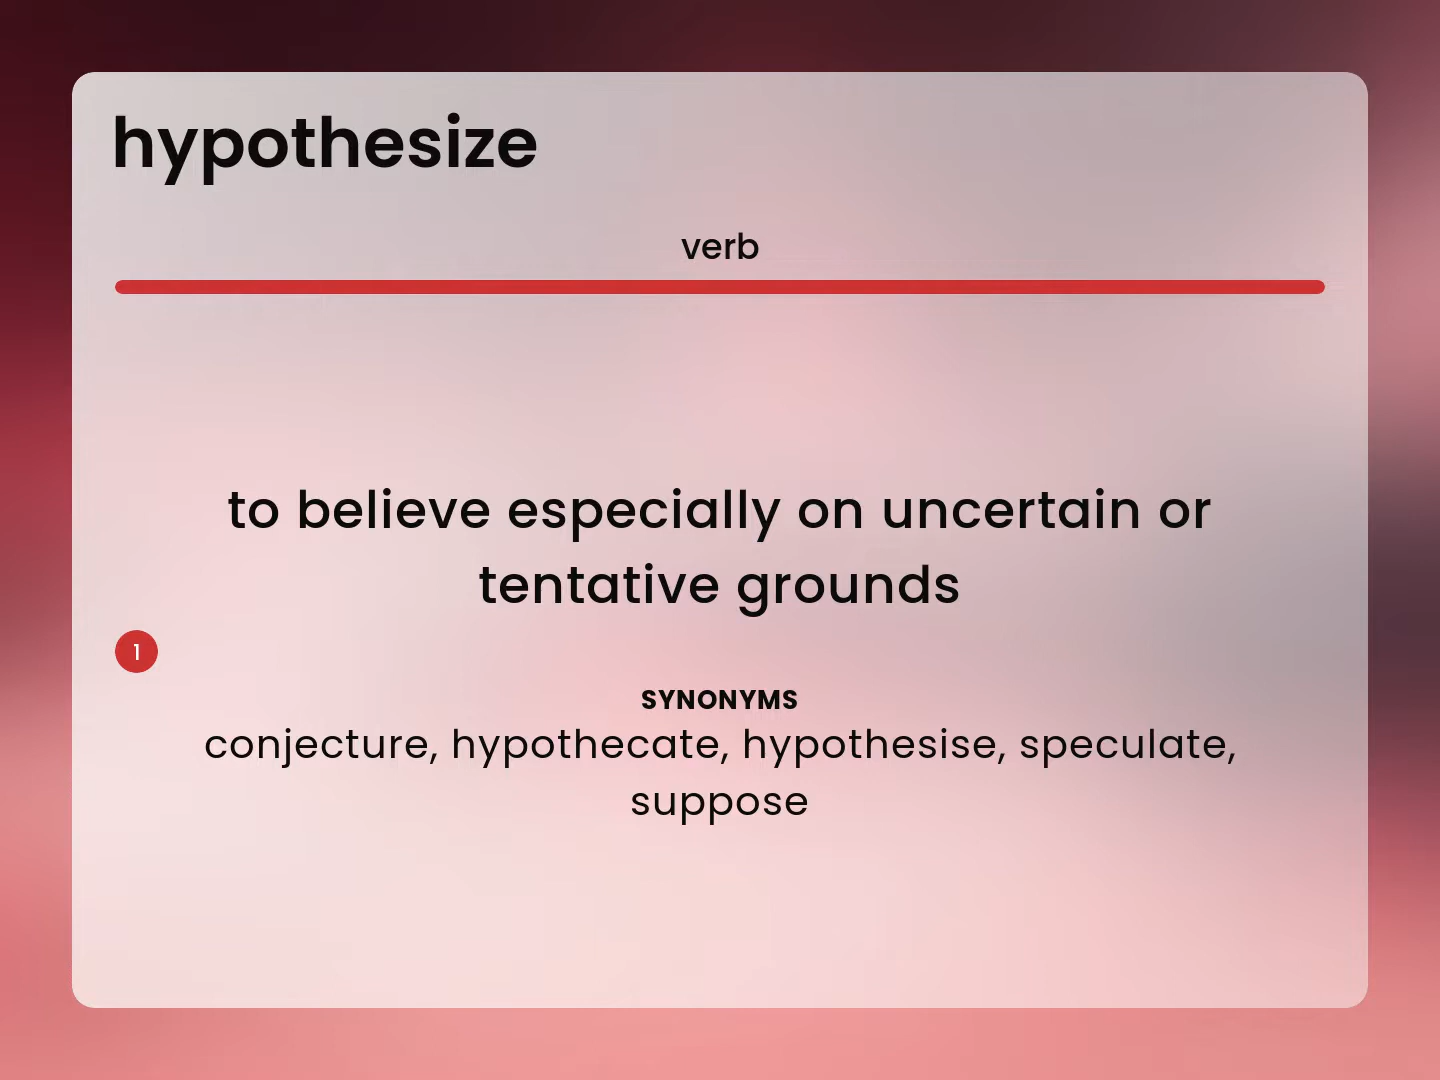 hypothesize
verb
to believe especially on uncertain or
tentative grounds
1
SYNONYMS
conjecture, hypothecate, hypothesise, speculate,
suppose